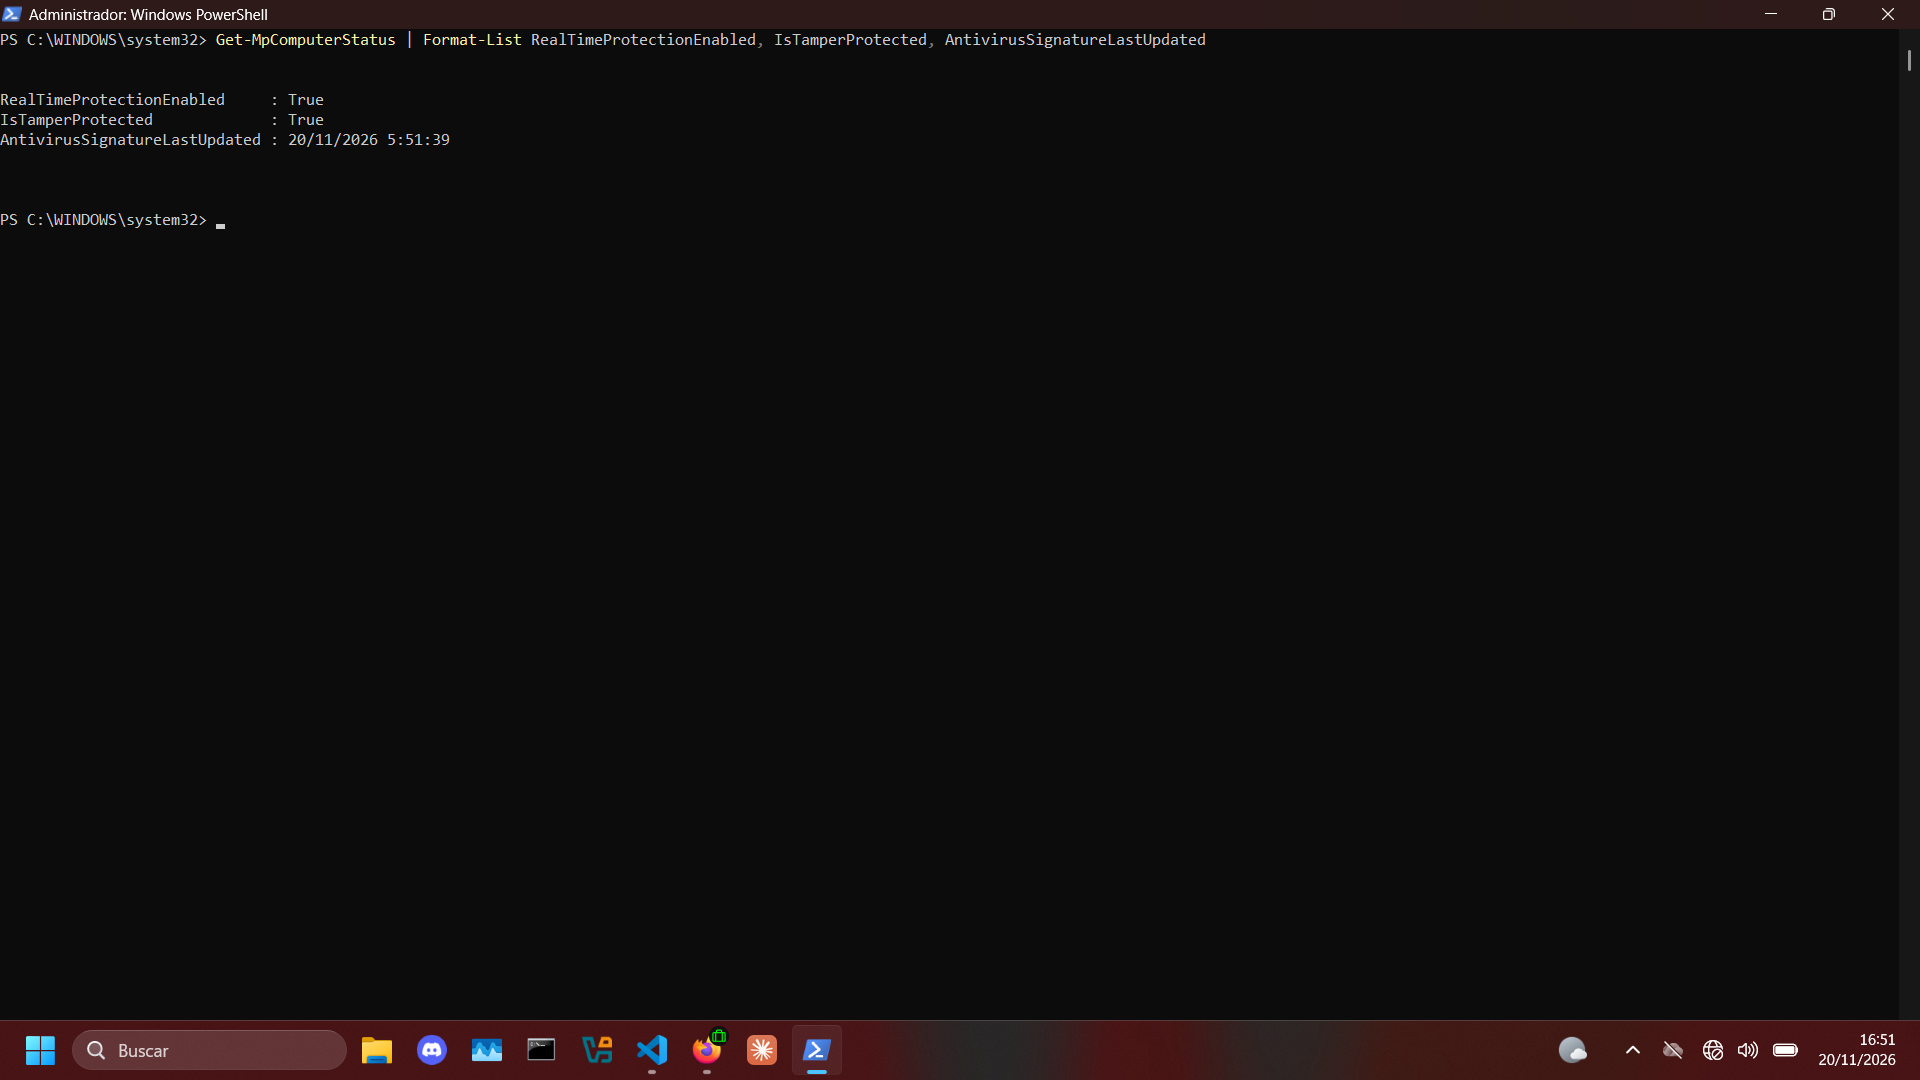 Administrador: Windows PowerShell
PS C:\WINDOWS\system32> Get-MpComputerStatus | Format-List RealTimeProtectionEnabled, IsTamperProtected, AntivirusSignatureLastUpdated
RealTimeProtectionEnabled     : True
IsTamperProtected             : True
AntivirusSignatureLastUpdated : 20/11/2026 5:51:39
PS C:\WINDOWS\system32>
Buscar
16:51
20/11/2026